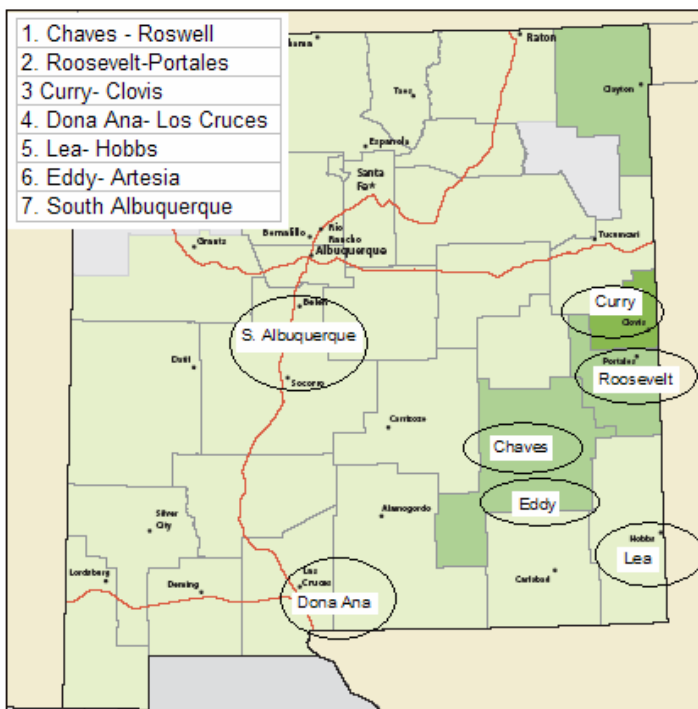 1. Chaves - Roswell
2. Roosevelt-Portales
3 Curry- Clovis
4. Dona Ana- Los Cruces
5. Lea- Hobbs
6. Eddy- Artesia
7. South Albuquerque
Raton
Clayton
Taos
Española
Santa
Fe*
Tucumcari
Grants
Bernalillo
Rio
Rancho
Albuquerque
Belen
Curry
Clovis
S. Albuquerque
Portales
Datil
Roosevelt
Socorro
Carrizozo
Chaves
Eddy
Silver
City
Alamogordo
Hobbs
Lea
Lordsburg
Deming
Las
Cruces
Carlsbad
Dona Ana